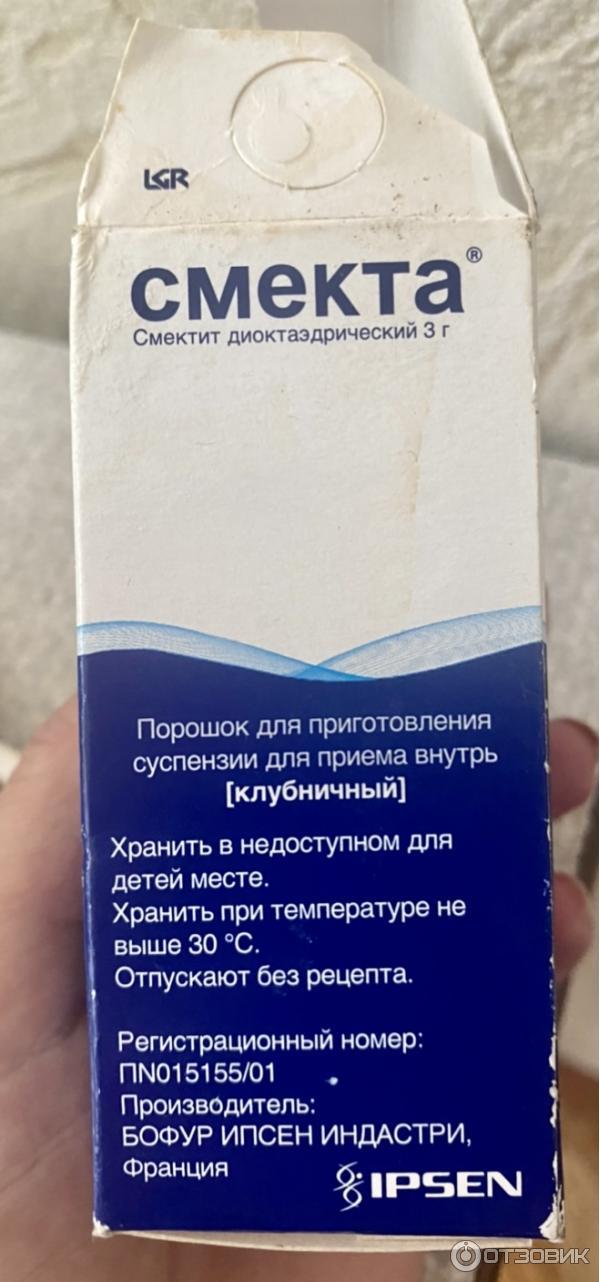 LGR
смекта®
Смектит диоктаэдрический 3 г
Порошок для приготовления
суспензии для приема внутрь
[клубничный]
Хранить в недоступном для
детей месте.
Хранить при температуре не
выше 30 °C.
Отпускают без рецепта.
Регистрационный номер:
ПN015155/01
Производитель:
БОФУР ИПСЕН ИНДАСТРИ,
Франция
IPSEN
ОТЗОВИК